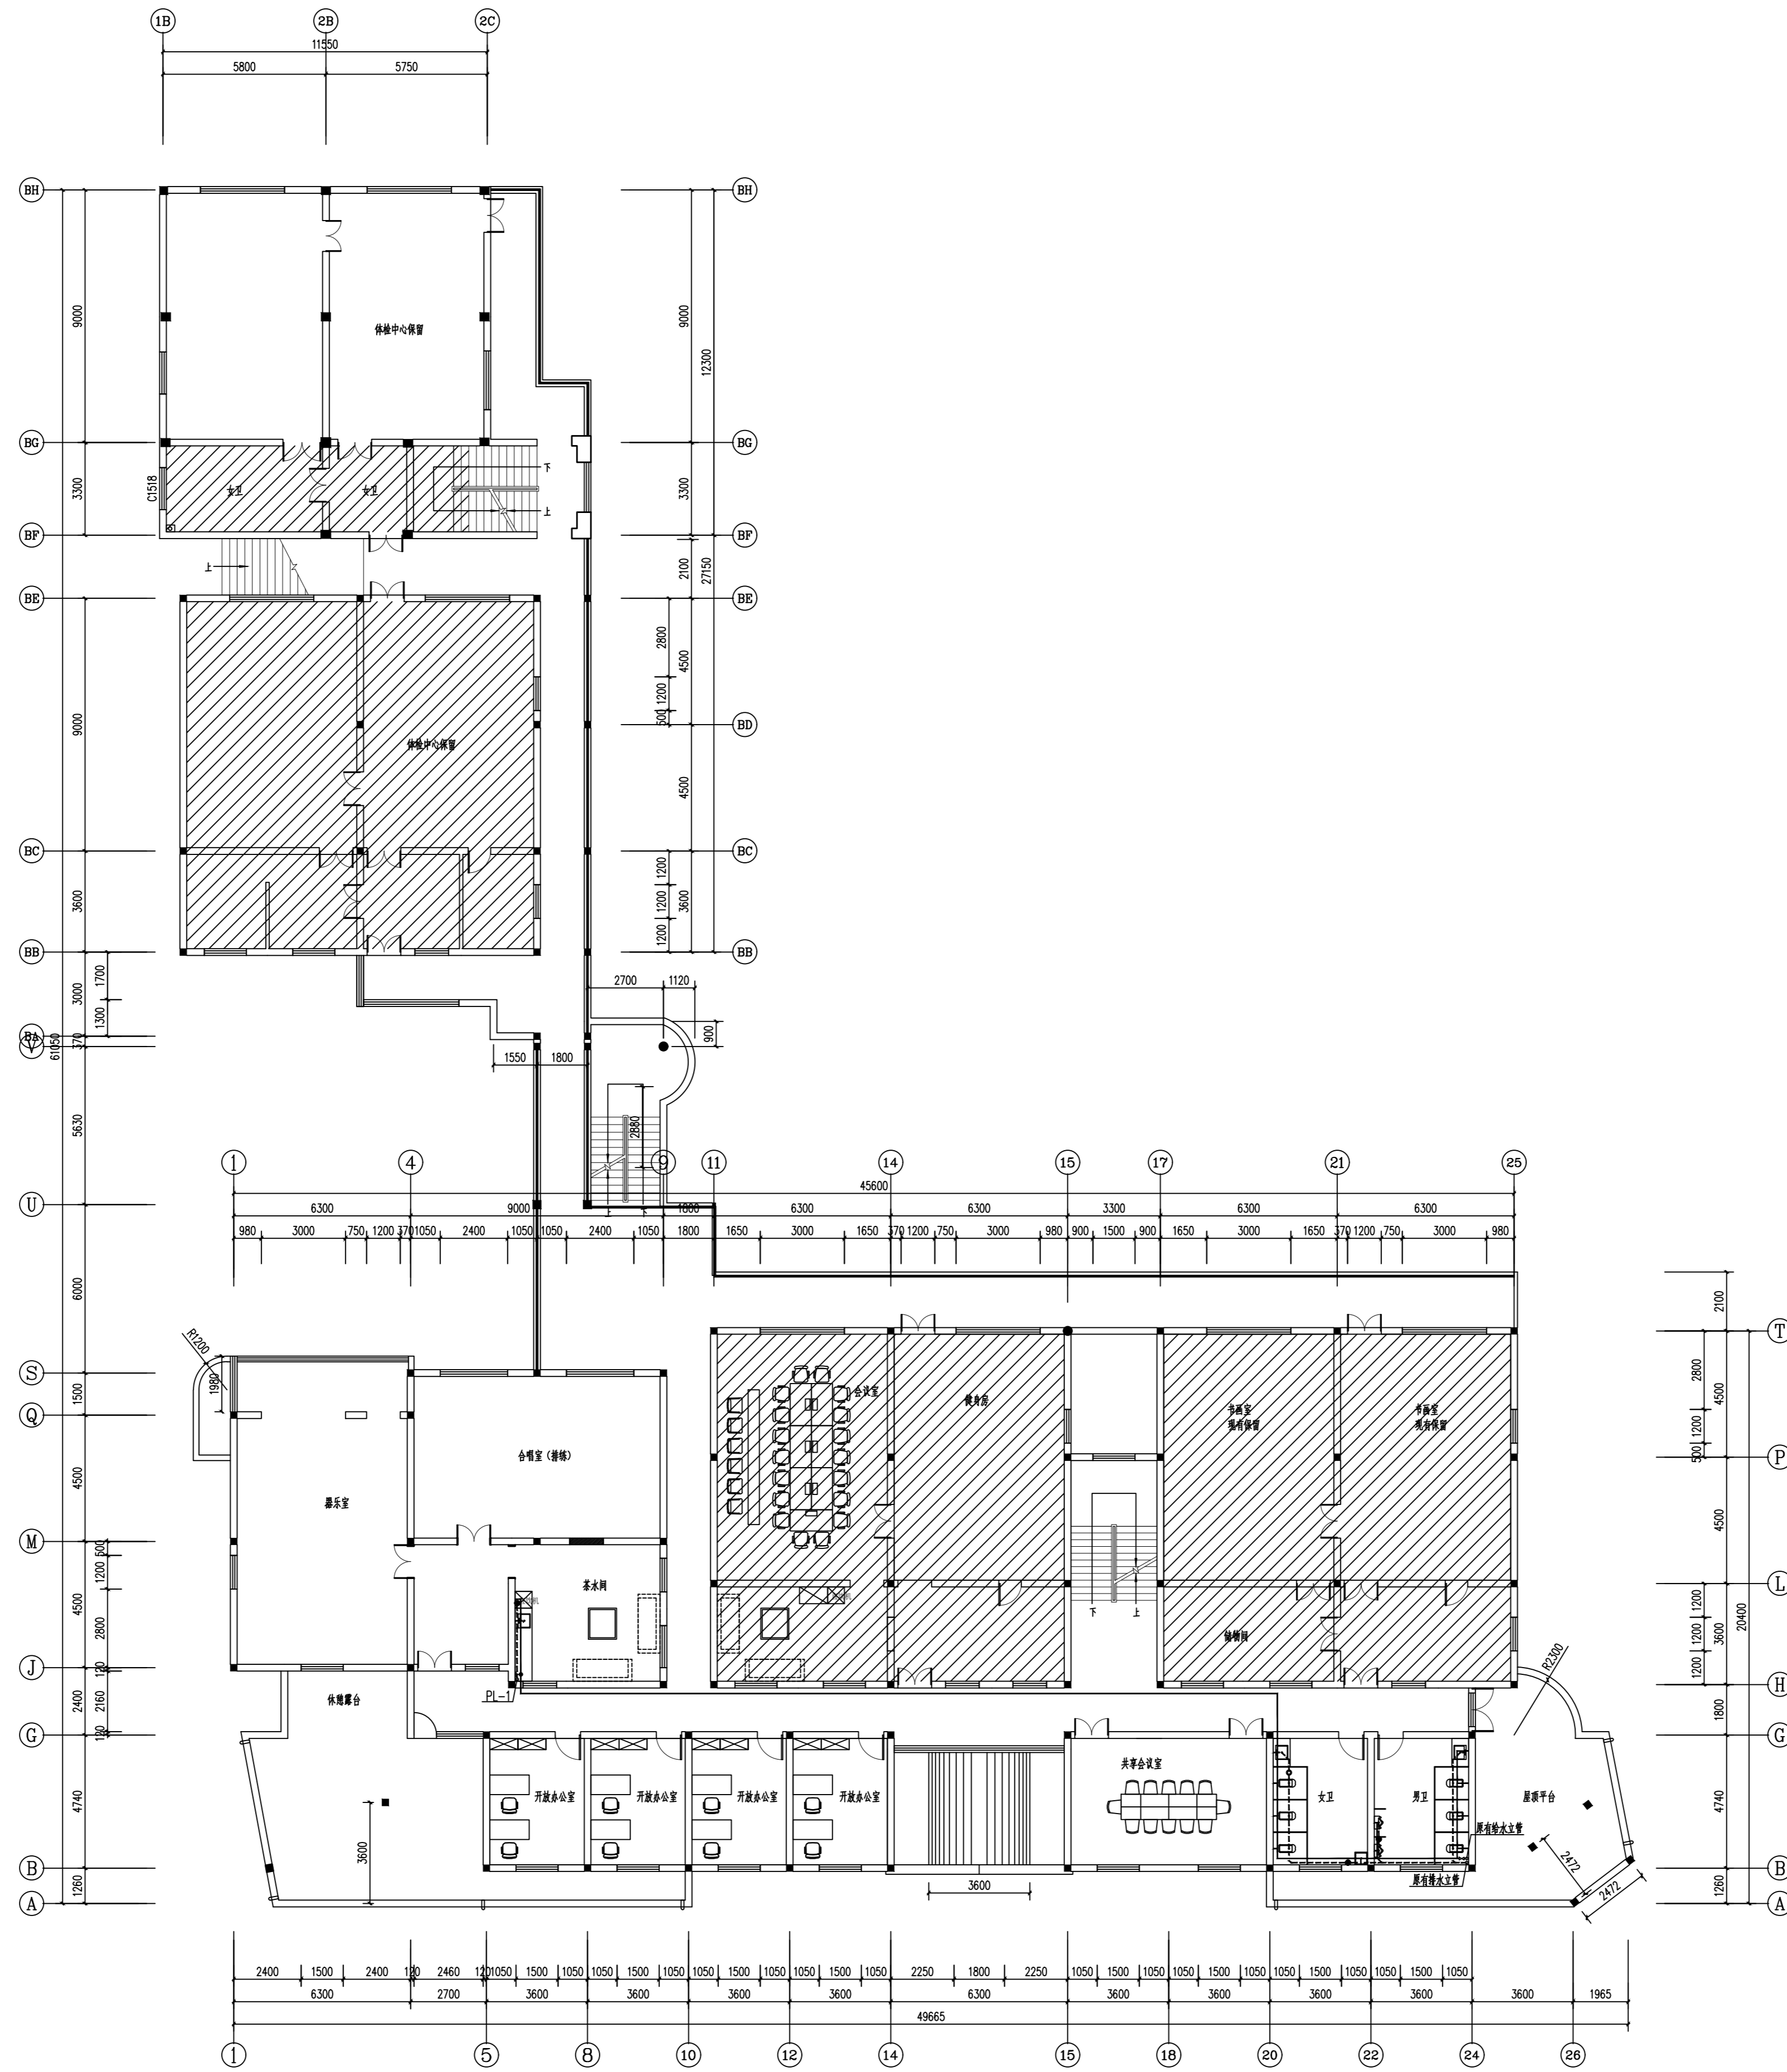 1B 2B 2C
11550
5800 5750
BH BH
9000 9000 12300
体检中心保留
BG BG
C1518 女卫 女卫 下
3300 3300
上
BF BF
上 2100 27150
BE BE
2800 4500
1200
500
9000 体检中心保留 BD
4500
BC BC
3600 1200 1200 1200 3600
BB BB
1700 3000 1300
2700 1120
900
BA
370
V
61050
1550 1800
5630 2880
1 4 9 11 14 15 17 21 25
45600
U 上 下
6300 9000 1800 6300 6300 3300 6300 6300
980 3000 750 1200 370 1050 2400 1050 1050 2400 1050 1800 1650 3000 1650 370 1200 750 3000 980 900 1500 900 1650 3000 1650 370 1200 750 3000 980
6000 2100
R1200 T
S 1980
1500 2800 4500
Q 会议室 健身房 书画室 书画室
现有保留 现有保留
1200
500
合唱室（排练） P
4500 器乐室
M 4500
500
1200 茶水间 L
4500 2800 下 上 1200 3600 20400
储物间 1200
1200
J R2300
120 休憩露台 PL-1 H
2400 2160 1800
120
G G
共享会议室
开放办公室 开放办公室 开放办公室 开放办公室 女卫 男卫 屋顶平台
4740 4740
3600 原有给水立管
2472
B 原有排水立管 B
1260 3600 2472 1260
A A
2400 1500 2400 120 2460 120 1050 1500 1050 1050 1500 1050 1050 1500 1050 1050 1500 1050 2250 1800 2250 1050 1500 1050 1050 1500 1050 1050 1500 1050 1050 1500 1050
6300 2700 3600 3600 3600 3600 6300 3600 3600 3600 3600 3600 1965
49665
1 5 8 10 12 14 15 18 20 22 24 26